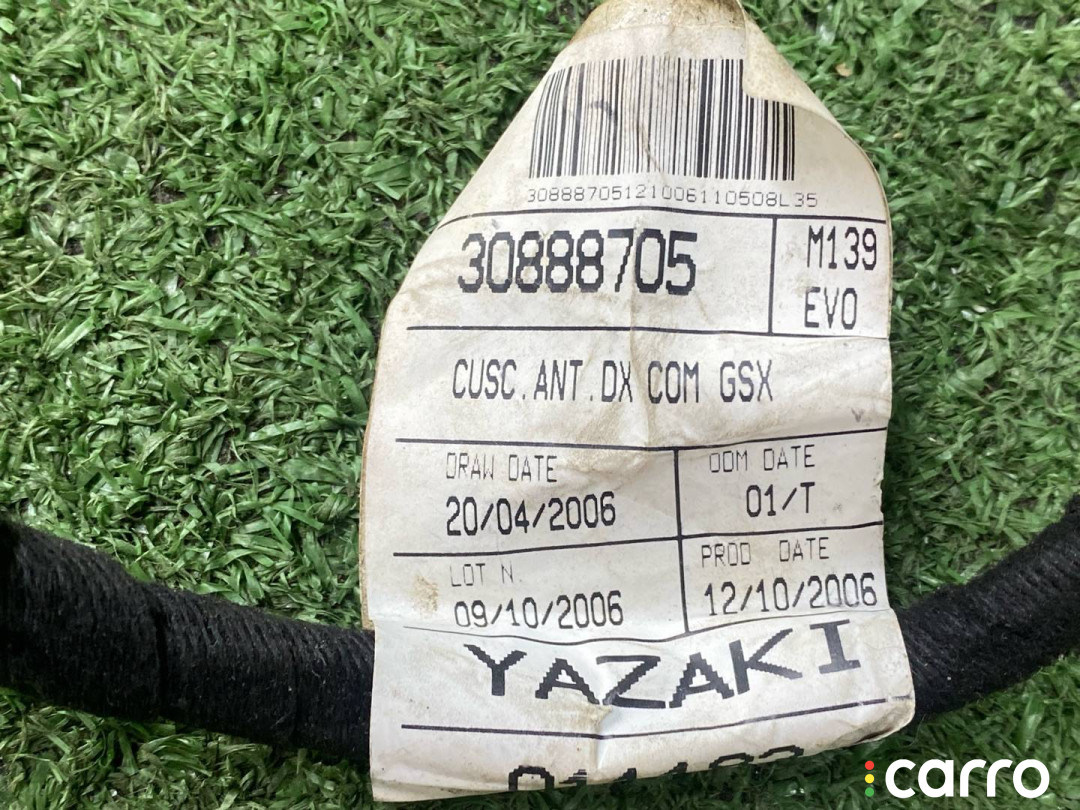 30888705121006110508L35
30888705
M139
EVO
CUSC.ANT.DX COM GSX
DRAW DATE
20/04/2006
ODM DATE
01/T
LOT N.
09/10/2006
PROD DATE
12/10/2006
YAZAKI
carro